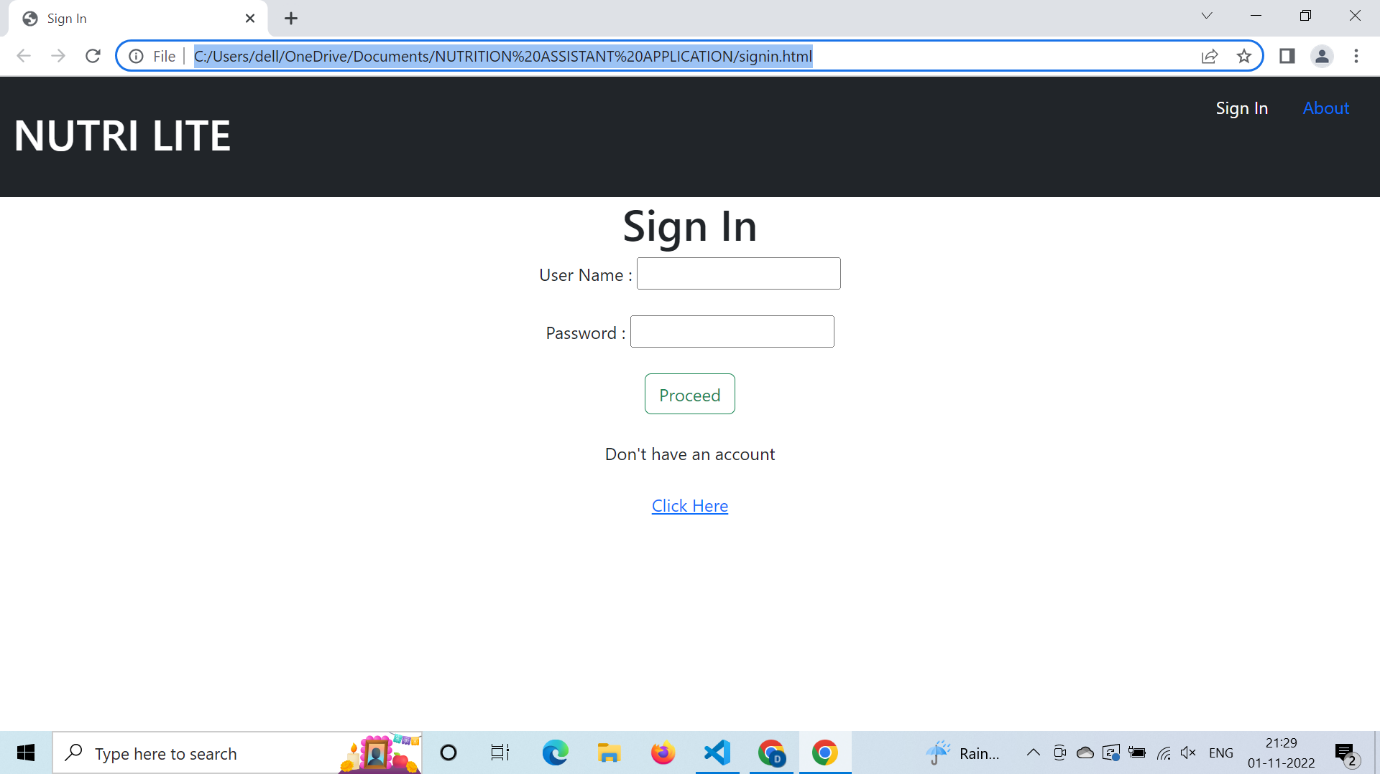 Sign In
File
C:/Users/dell/OneDrive/Documents/NUTRITION%20ASSISTANT%20APPLICATION/signin.html
Sign In
About
NUTRI LITE
Sign In
User Name :
Password :
Proceed
Don't have an account
Click Here
Type here to search
D
Rain...
ENG
21:29
01-11-2022
2